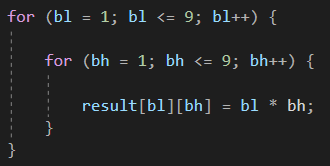 for (bl = 1; bl <= 9; bl++) {
for (bh = 1; bh <= 9; bh++) {
result[bl][bh] = bl * bh;
}
}